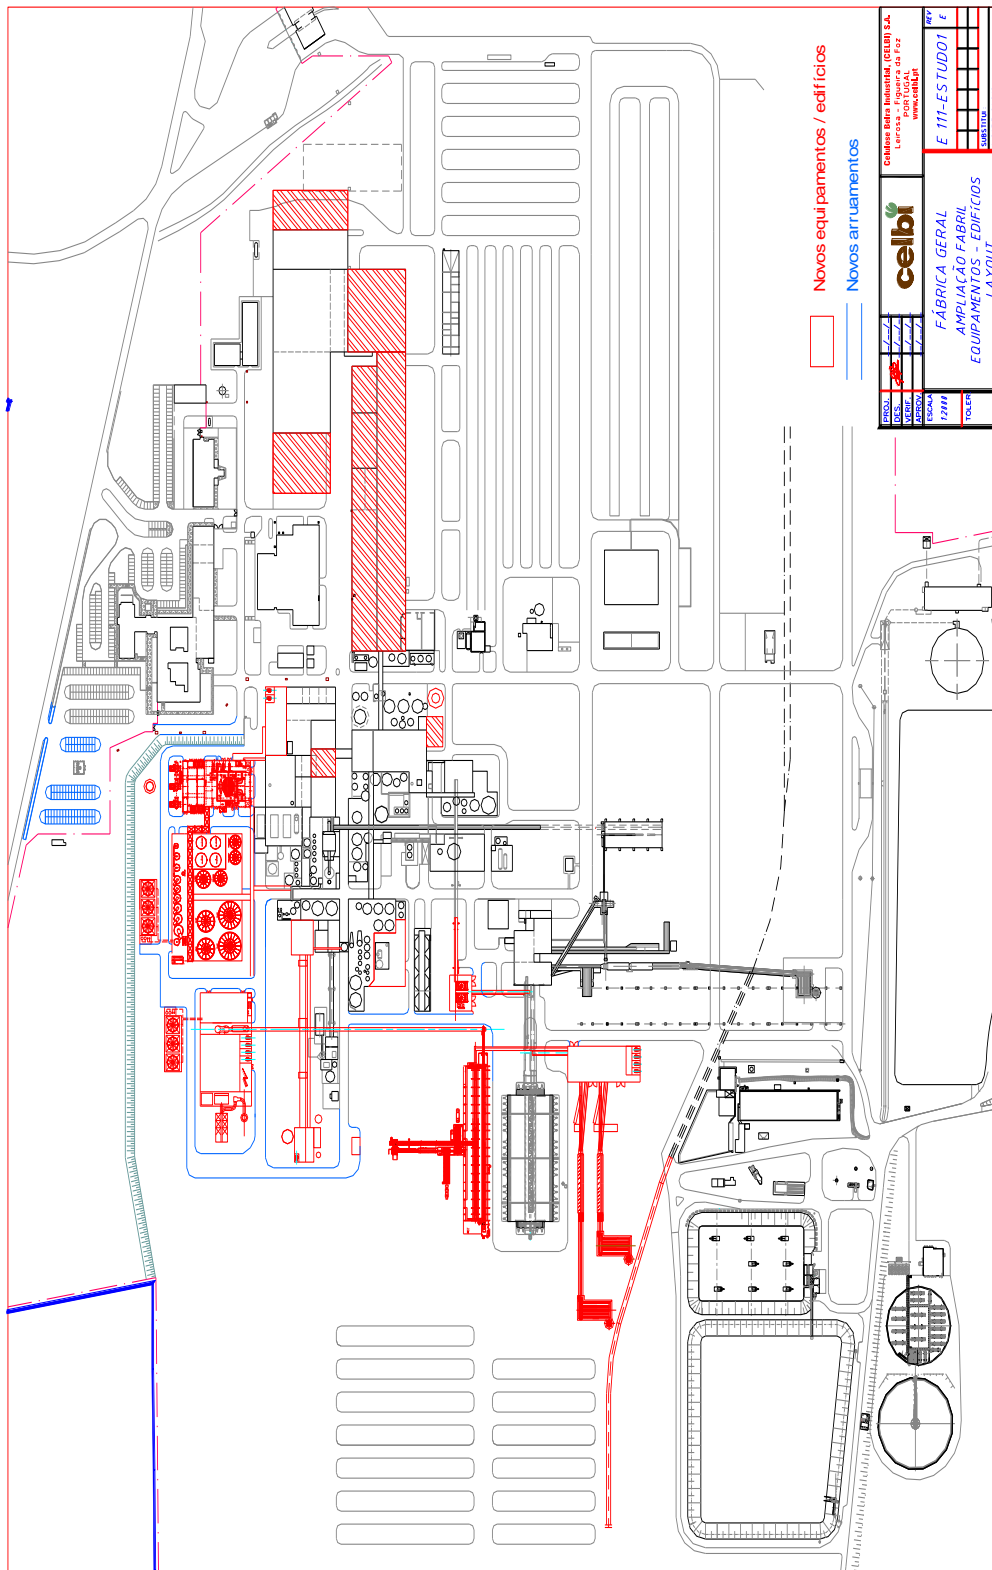 Novos equipamentos / edifícios
Novos arruamentos
Celulose Beira Industrial, (CELBI) S.A.
Leirosa - Figueira da Foz
PORTUGAL
www.celbi.pt
E 111-ESTUDO1
REV
E
SUBSTITUI
celbi
FÁBRICA GERAL
AMPLIAÇÃO FABRIL
EQUIPAMENTOS - EDIFÍCIOS
LAYOUT
PROJ.
DES.
VERIF.
APROV.
ESCALA
TOLER